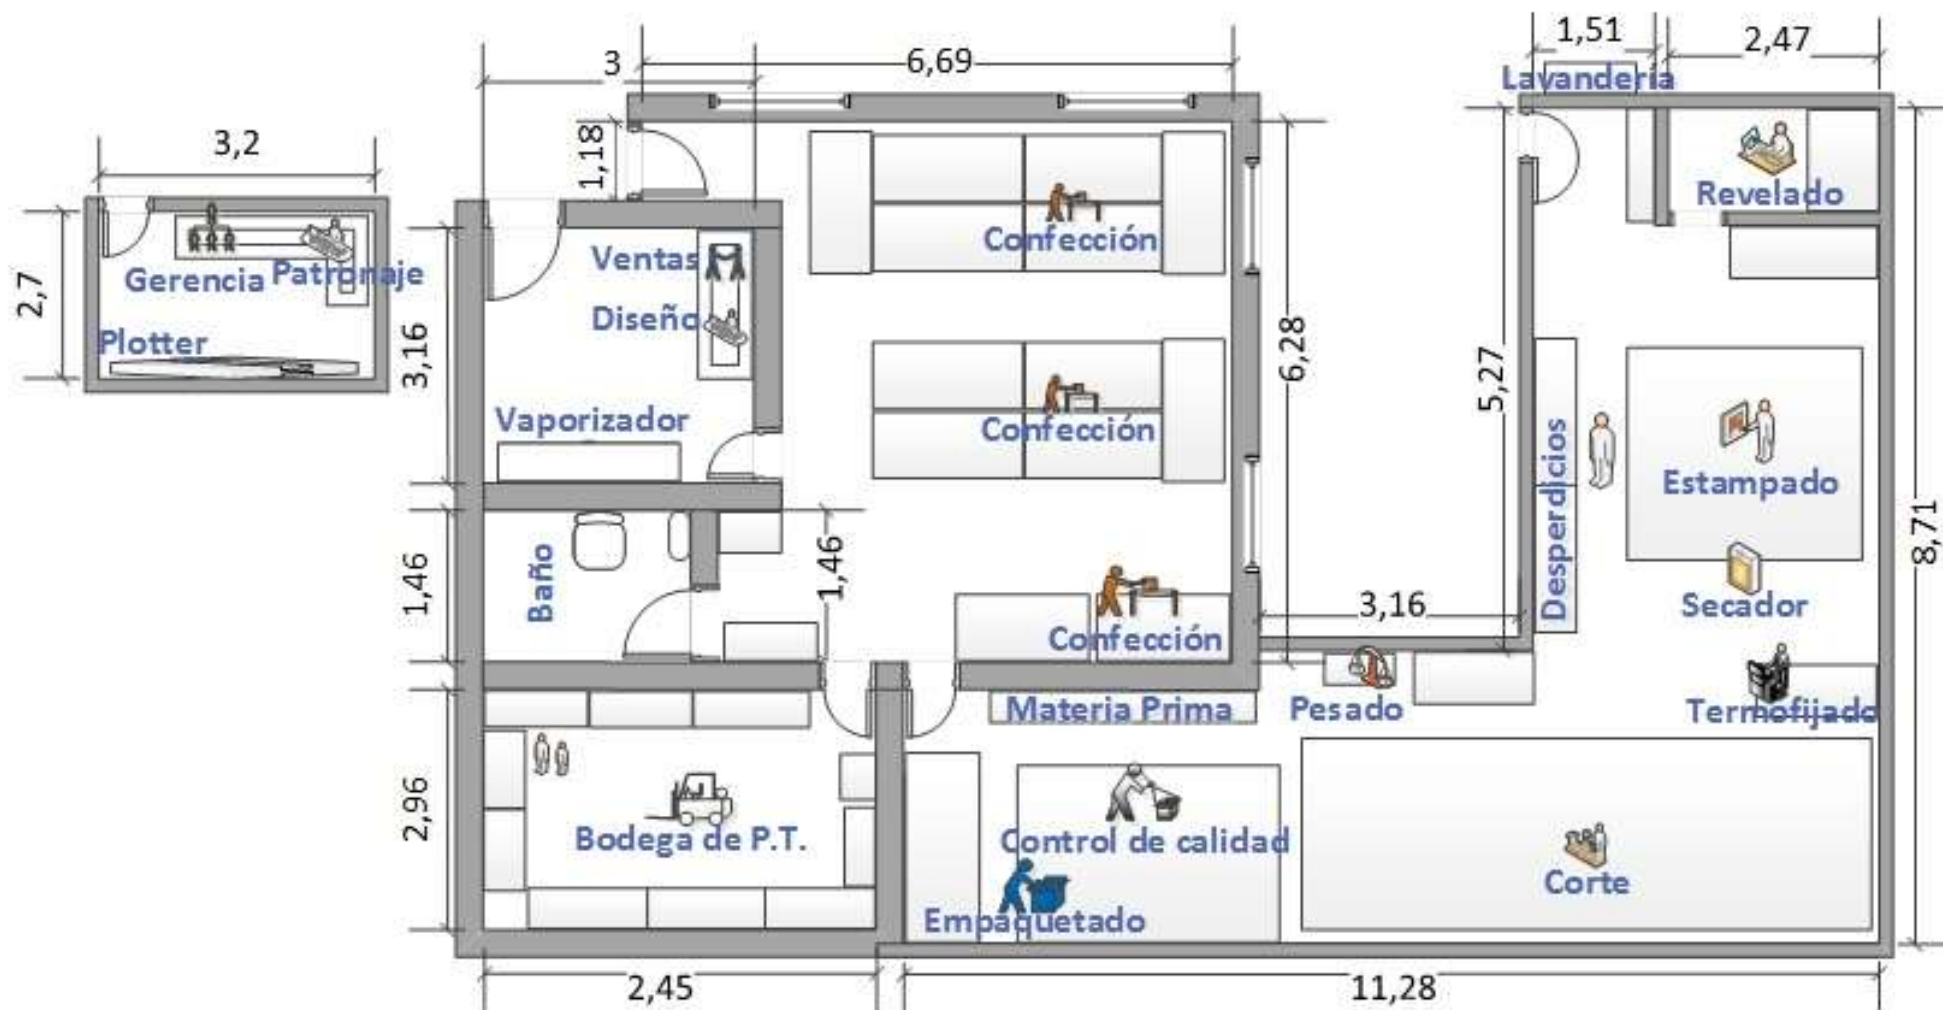 1,51
2,47
3
6,69
Lavandería
3,2
1,18
Revelado
Confección
Ventas
Gerencia
Patronaje
2,7
Diseño
Plotter
3,16
6,28
5,27
Vaporizador
Confección
Desperdicios
Estampado
8,71
1,46
Baño
1,46
3,16
Secador
Confección
Materia Prima
Pesado
Termofijado
2,96
Bodega de P.T.
Control de calidad
Corte
Empaquetado
2,45
11,28